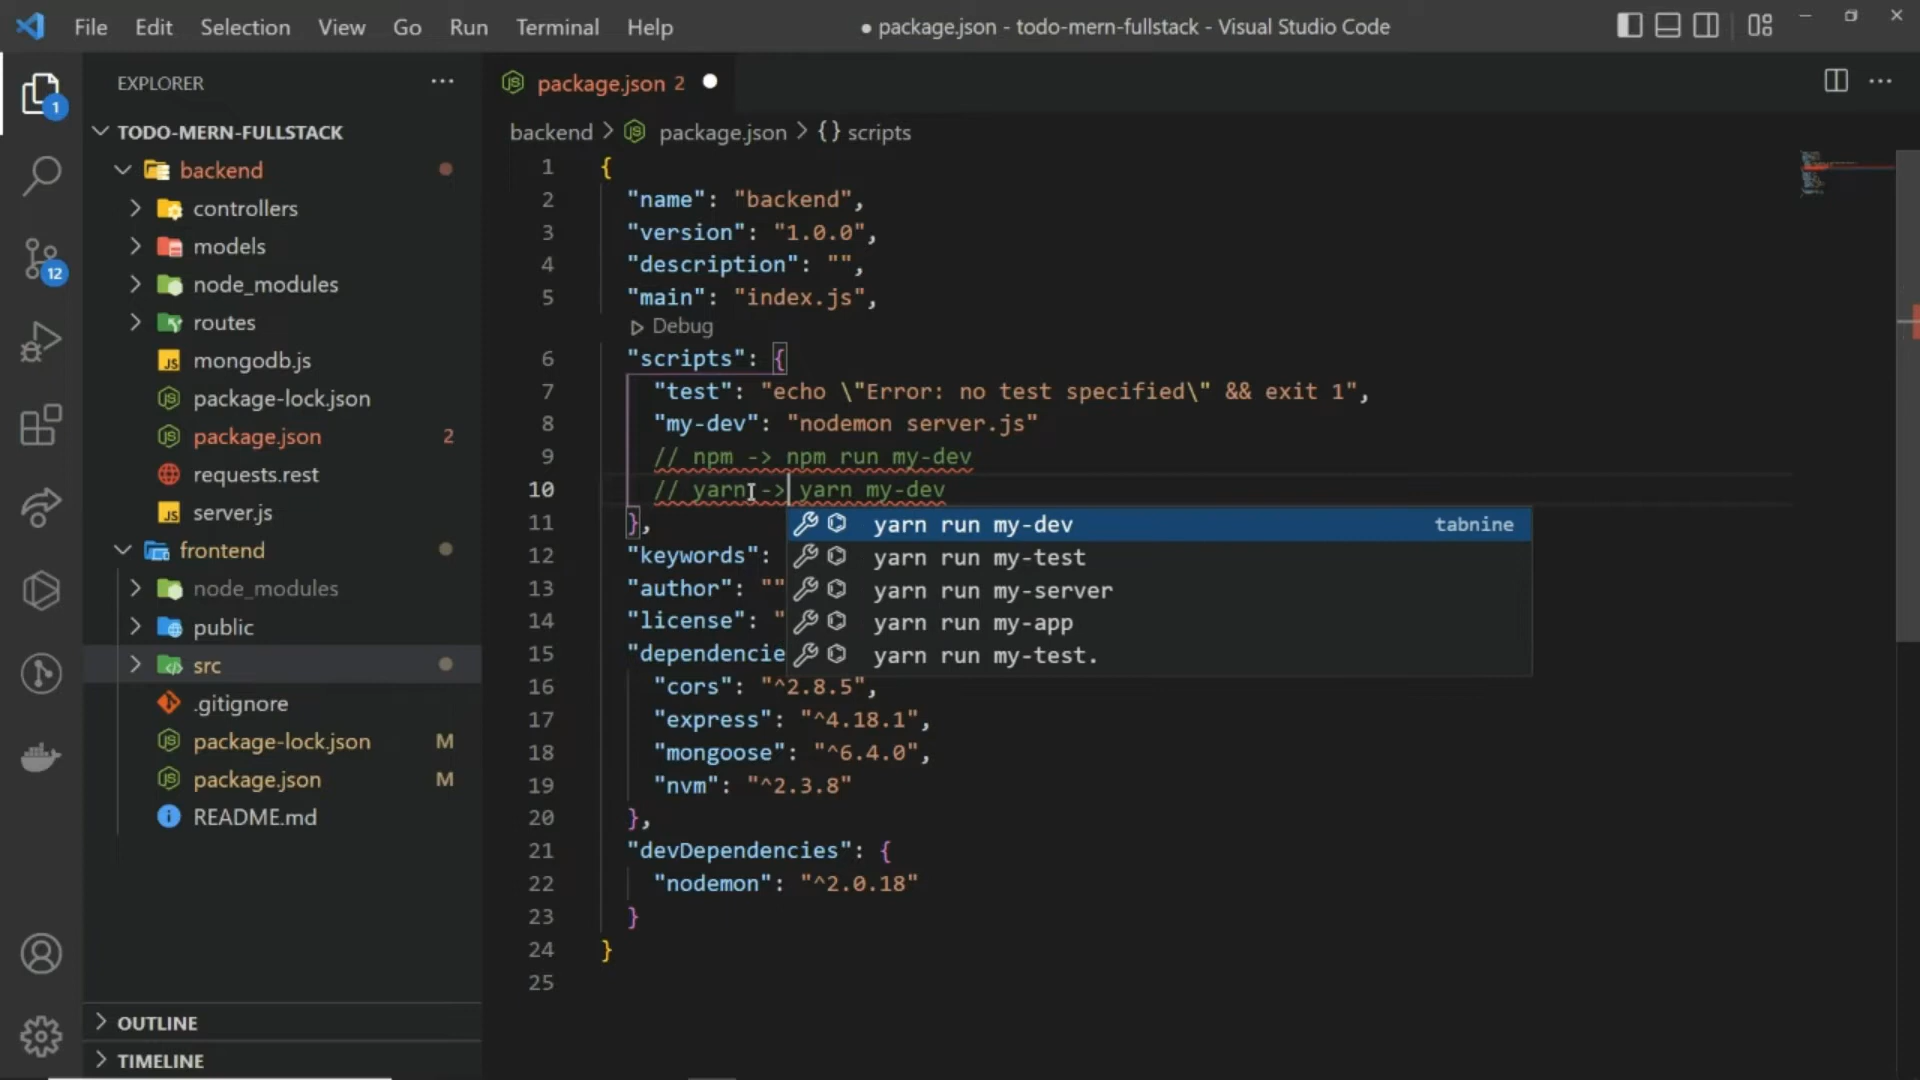 File Edit Selection View Go Run Terminal Help
● package.json - todo-mern-fullstack - Visual Studio Code
EXPLORER
1
12
TODO-MERN-FULLSTACK
backend
controllers
models
node_modules
routes
mongodb.js
package-lock.json
package.json 2
requests.rest
server.js
frontend
node_modules
public
src
.gitignore
package-lock.json M
package.json M
README.md
OUTLINE
TIMELINE
package.json 2
backend > package.json > {} scripts
1 {
2 "name": "backend",
3 "version": "1.0.0",
4 "description": "",
5 "main": "index.js",
Debug
6 "scripts": {
7 "test": "echo \"Error: no test specified\" && exit 1",
8 "my-dev": "nodemon server.js"
9 // npm -> npm run my-dev
10 // yarn -> yarn my-dev
11 },
12 "keywords":
13 "author": ""
14 "license": "
15 "dependencie
16 "cors": "^2.8.5",
17 "express": "^4.18.1",
18 "mongoose": "^6.4.0",
19 "nvm": "^2.3.8"
20 },
21 "devDependencies": {
22 "nodemon": "^2.0.18"
23 }
24 }
25
yarn run my-dev tabnine
yarn run my-test
yarn run my-server
yarn run my-app
yarn run my-test.